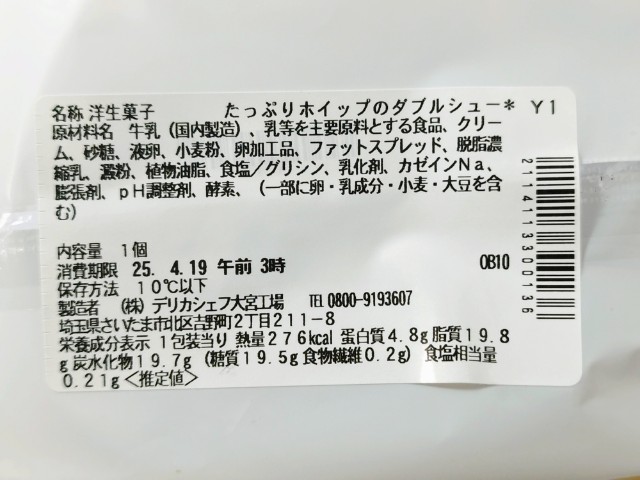 名称 洋生菓子 たっぷりホイップのダブルシュー* Y1
原材料名 牛乳(国内製造)、乳等を主要原料とする食品、クリー
ム、砂糖、液卵、小麦粉、卵加工品、ファットスプレッド、脱脂濃
縮乳、澱粉、植物油脂、食塩/グリシン、乳化剤、カゼインNa、
膨張剤、pH調整剤、酵素、(一部に卵・乳成分・小麦・大豆を含
む)
内容量 1個
消費期限 25. 4.19 午前 3時 0B10
保存方法 10℃以下
製造者 (株)デリカシェフ大宮工場 TEL 0800-9193607
埼玉県さいたま市北区吉野町2丁目211-8
栄養成分表示 1包装当り 熱量276kcal 蛋白質4.8g 脂質19.8
g 炭水化物19.7g (糖質19.5g 食物繊維0.2g) 食塩相当量
0.21g<推定値>
2114113300136